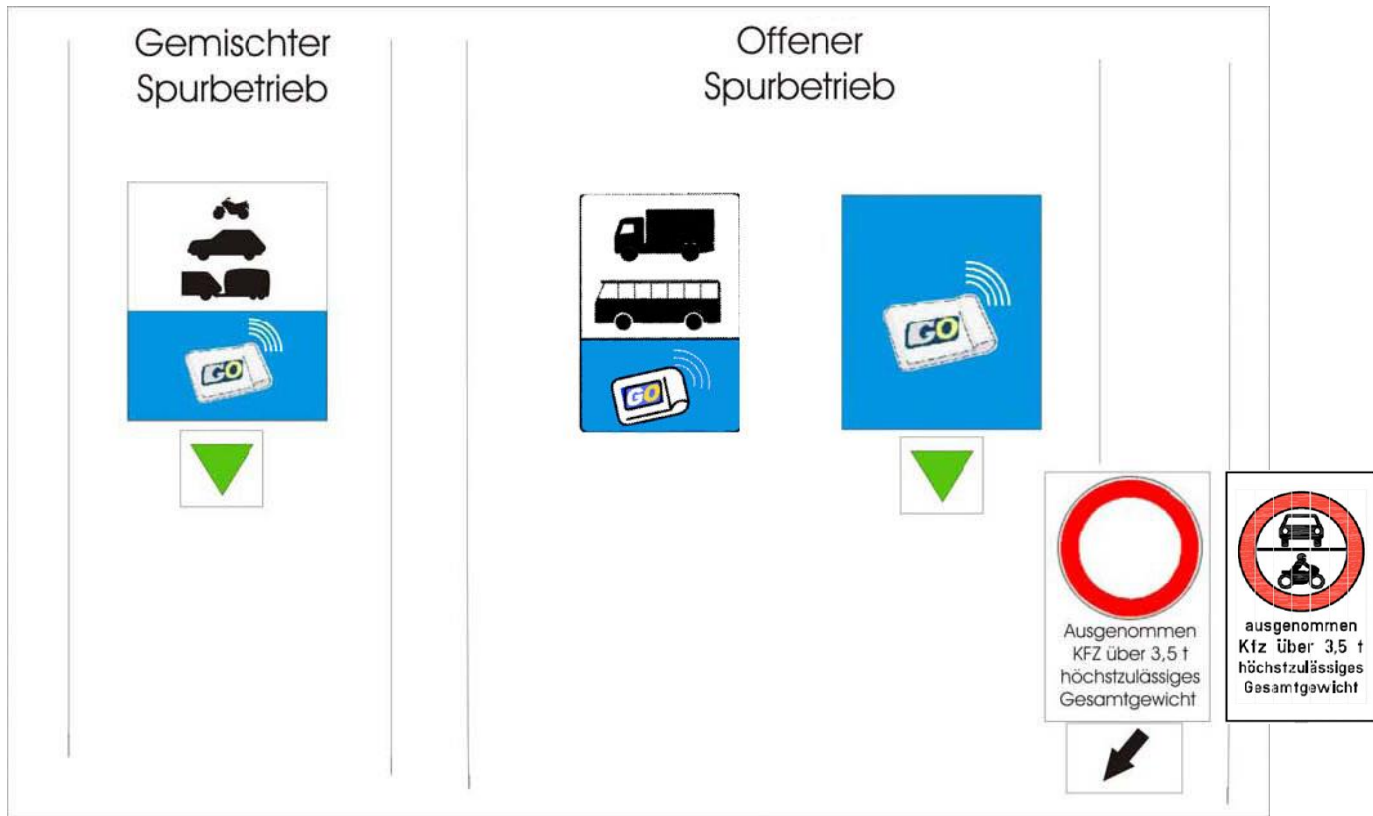 Gemischter
Spurbetrieb
Offener
Spurbetrieb
GO
GO
GO
Ausgenommen
KFZ über 3,5 t
höchstzulässiges
Gesamtgewicht
ausgenommen
Kfz über 3,5 t
höchstzulässiges
Gesamtgewicht